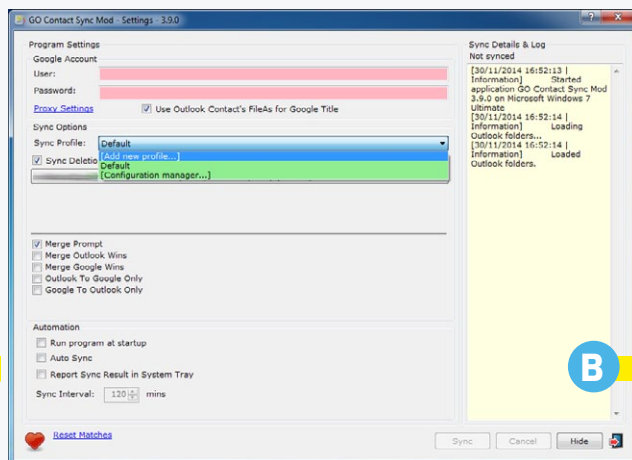 GO Contact Sync Mod - Settings - 3.9.0
Program Settings
Google Account
User:
Password:
Proxy Settings
Use Outlook Contact's FileAs for Google Title
Sync Options
Sync Profile:
Default
[Add new profile...]
Default
[Configuration manager...]
Sync Deletio
Merge Prompt
Merge Outlook Wins
Merge Google Wins
Outlook To Google Only
Google To Outlook Only
Automation
Run program at startup
Auto Sync
Report Sync Result in System Tray
Sync Interval: 120 mins
Reset Matches
Sync Details & Log
Not synced
[30/11/2014 16:52:13 |
Information] Started
application GO Contact Sync Mod
3.9.0 on Microsoft Windows 7
Ultimate
[30/11/2014 16:52:14 |
Information] Loading
Outlook folders...
[30/11/2014 16:52:14 |
Information] Loaded
Outlook folders.
B
Sync Cancel Hide